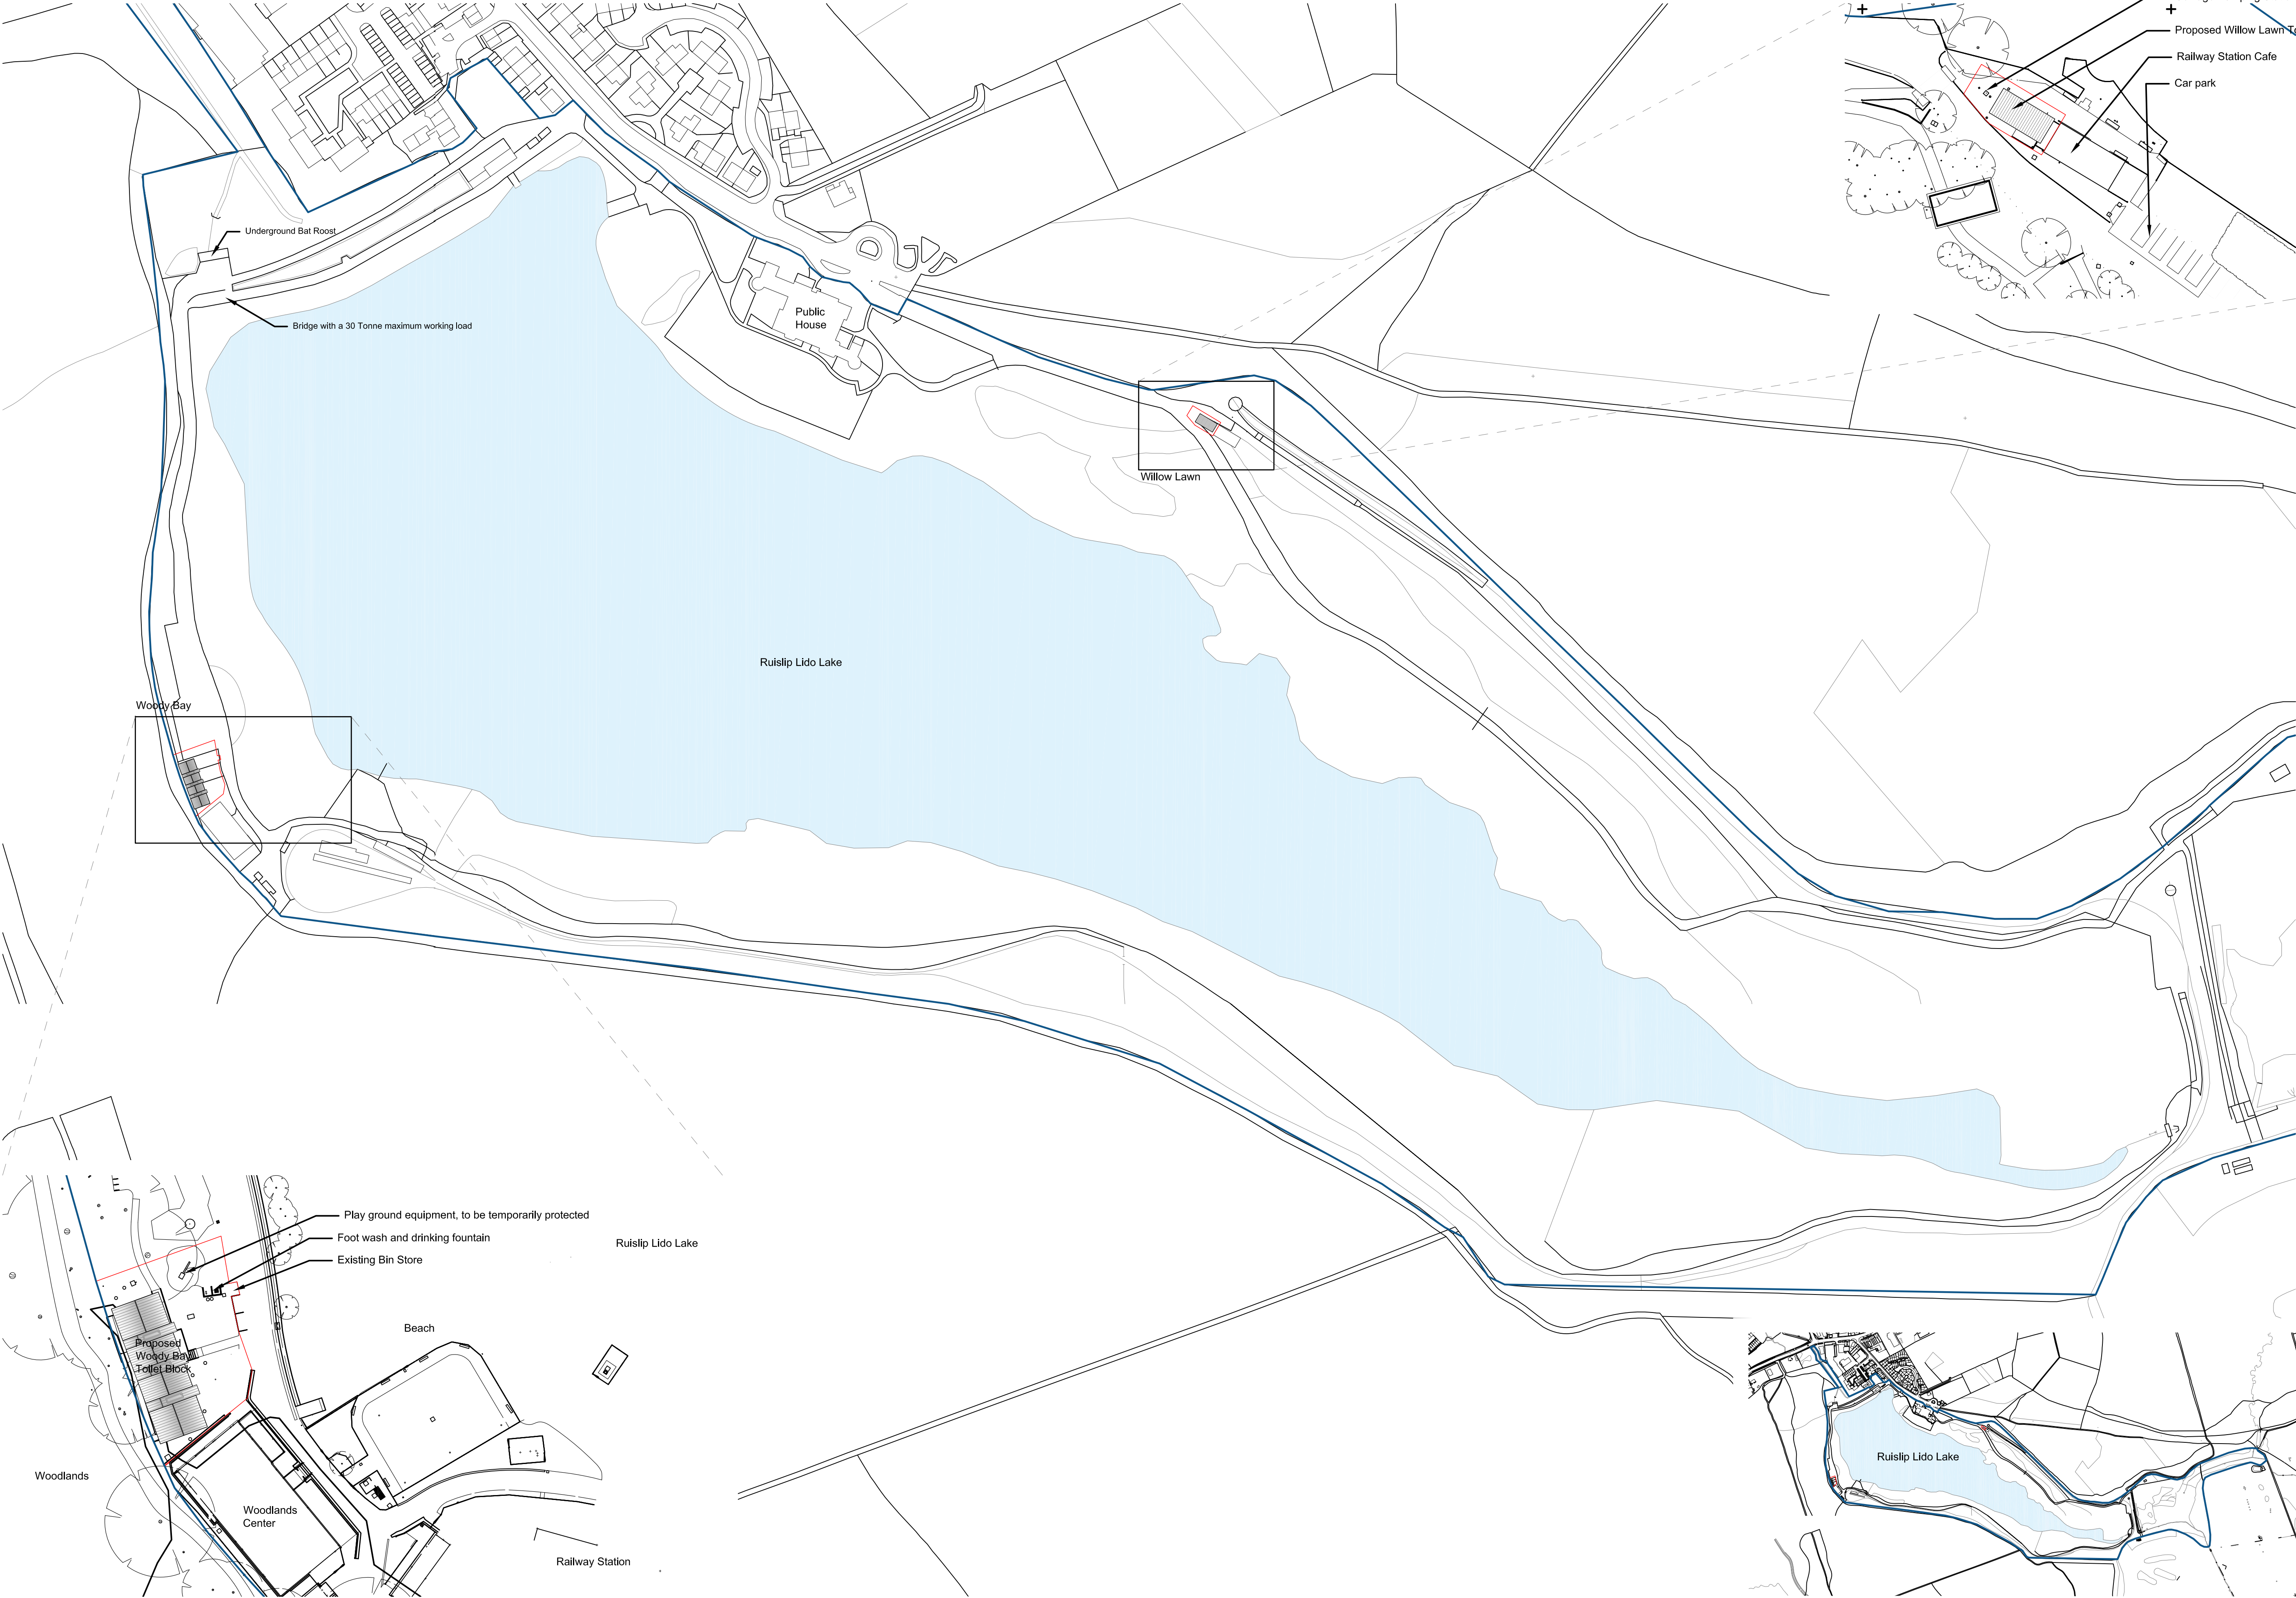 Proposed Willow Lawn
Railway Station Cafe
Car park
Underground Bat Roost
Bridge with a 30 Tonne maximum working load
Public
House
Willow Lawn
Ruislip Lido Lake
Woody Bay
Play ground equipment, to be temporarily protected
Foot wash and drinking fountain
Existing Bin Store
Ruislip Lido Lake
Beach
Proposed
Woody Bay
Toilet Block
Woodlands
Woodlands
Center
Railway Station
Ruislip Lido Lake